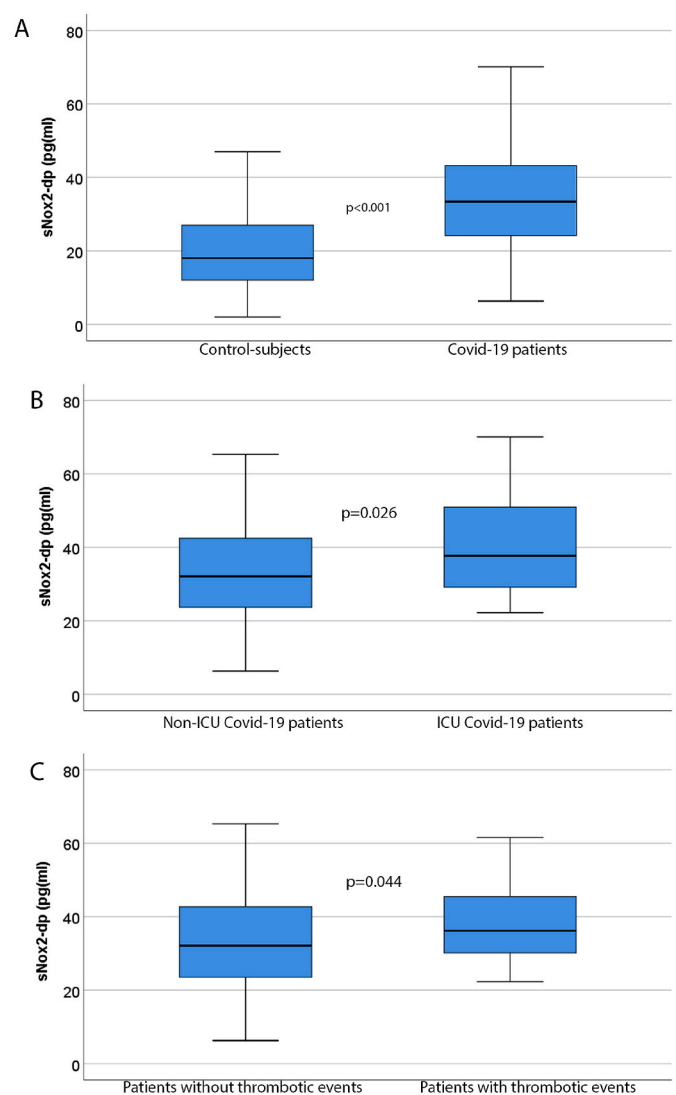 A
80
60
40
20
0
sNox2-dp (pg(ml)
p<0.001
Control-subjects
Covid-19 patients
B
80
60
40
20
0
sNox2-dp (pg(ml)
p=0.026
Non-ICU Covid-19 patients
ICU Covid-19 patients
C
80
60
40
20
0
sNox2-dp (pg(ml)
p=0.044
Patients without thrombotic events
Patients with thrombotic events